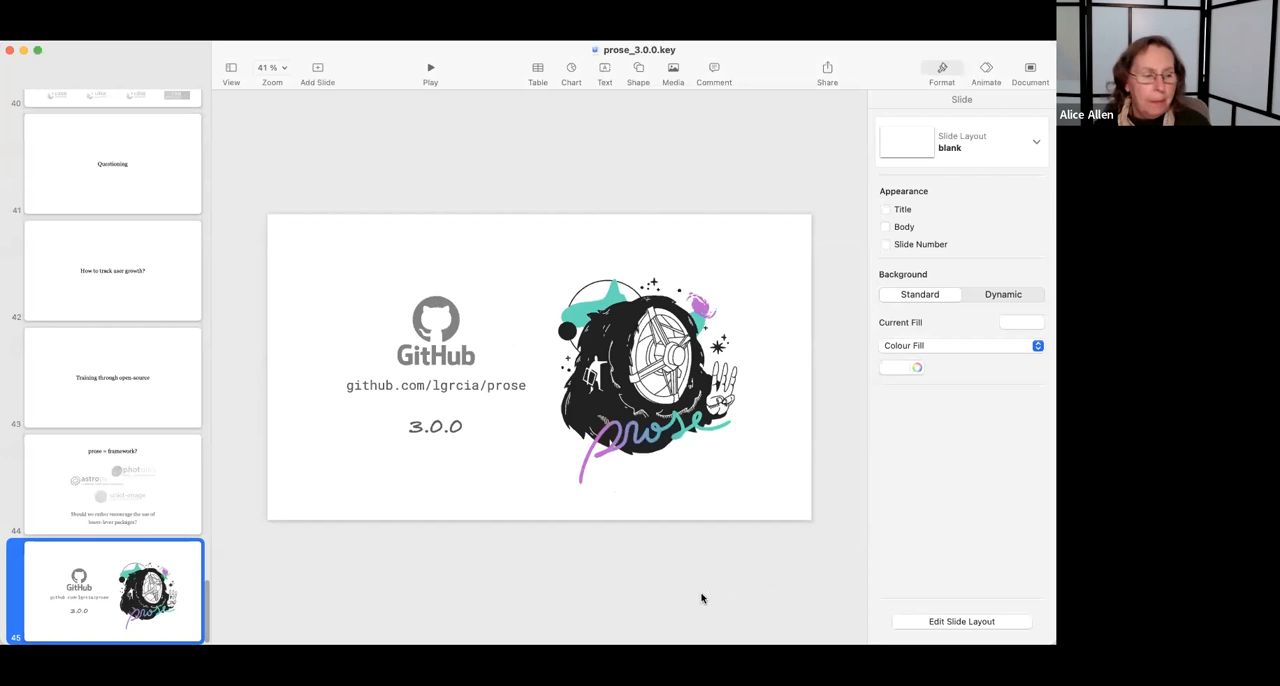 prose_3.0.0.key
View
41 %
Zoom
Add Slide
Play
Table
Chart
Text
Shape
Media
Comment
Share
Format
Animate
Document
40
Questioning
41
How to track user growth?
42
Training through open-source
43
prose = framework?
Should we rather encourage the use of
lower-level packages?
44
GitHub
github.com/lgrcia/prose
3.0.0
45
GitHub
github.com/lgrcia/prose
3.0.0
prose
Slide
Slide Layout
blank
Appearance
Title
Body
Slide Number
Background
Standard
Dynamic
Current Fill
Colour Fill
Edit Slide Layout
Alice Allen